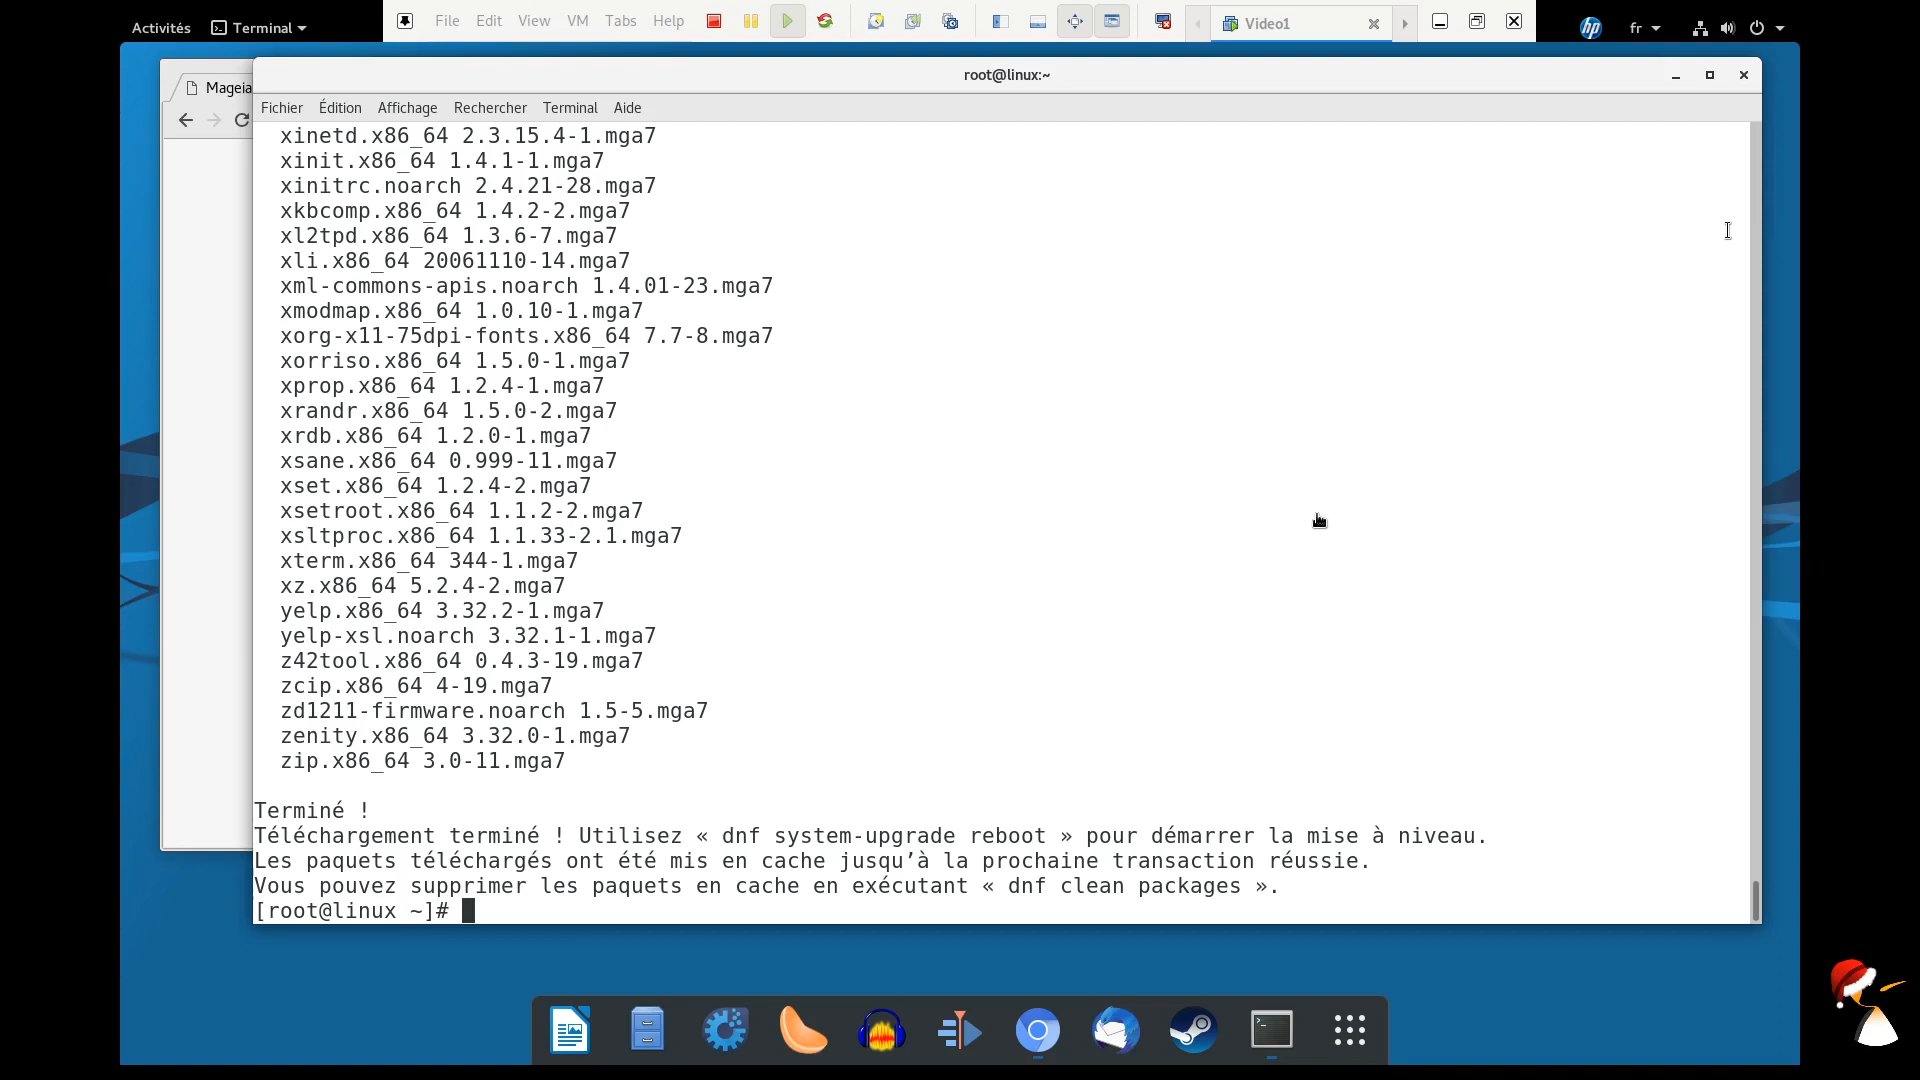 Activités
Terminal
File Edit View VM Tabs Help
Video1
hp
fr
root@linux:~
Mageia
Fichier Édition Affichage Rechercher Terminal Aide
xinetd.x86_64 2.3.15.4-1.mga7
xinit.x86_64 1.4.1-1.mga7
xinitrc.noarch 2.4.21-28.mga7
xkbcomp.x86_64 1.4.2-2.mga7
xl2tpd.x86_64 1.3.6-7.mga7
xli.x86_64 20061110-14.mga7
xml-commons-apis.noarch 1.4.01-23.mga7
xmodmap.x86_64 1.0.10-1.mga7
xorg-x11-75dpi-fonts.x86_64 7.7-8.mga7
xorriso.x86_64 1.5.0-1.mga7
xprop.x86_64 1.2.4-1.mga7
xrandr.x86_64 1.5.0-2.mga7
xrdb.x86_64 1.2.0-1.mga7
xsane.x86_64 0.999-11.mga7
xset.x86_64 1.2.4-2.mga7
xsetroot.x86_64 1.1.2-2.mga7
xsltproc.x86_64 1.1.33-2.1.mga7
xterm.x86_64 344-1.mga7
xz.x86_64 5.2.4-2.mga7
yelp.x86_64 3.32.2-1.mga7
yelp-xsl.noarch 3.32.1-1.mga7
z42tool.x86_64 0.4.3-19.mga7
zcip.x86_64 4-19.mga7
zd1211-firmware.noarch 1.5-5.mga7
zenity.x86_64 3.32.0-1.mga7
zip.x86_64 3.0-11.mga7
Terminé !
Téléchargement terminé ! Utilisez « dnf system-upgrade reboot » pour démarrer la mise à niveau.
Les paquets téléchargés ont été mis en cache jusqu’à la prochaine transaction réussie.
Vous pouvez supprimer les paquets en cache en exécutant « dnf clean packages ».
[root@linux ~]#